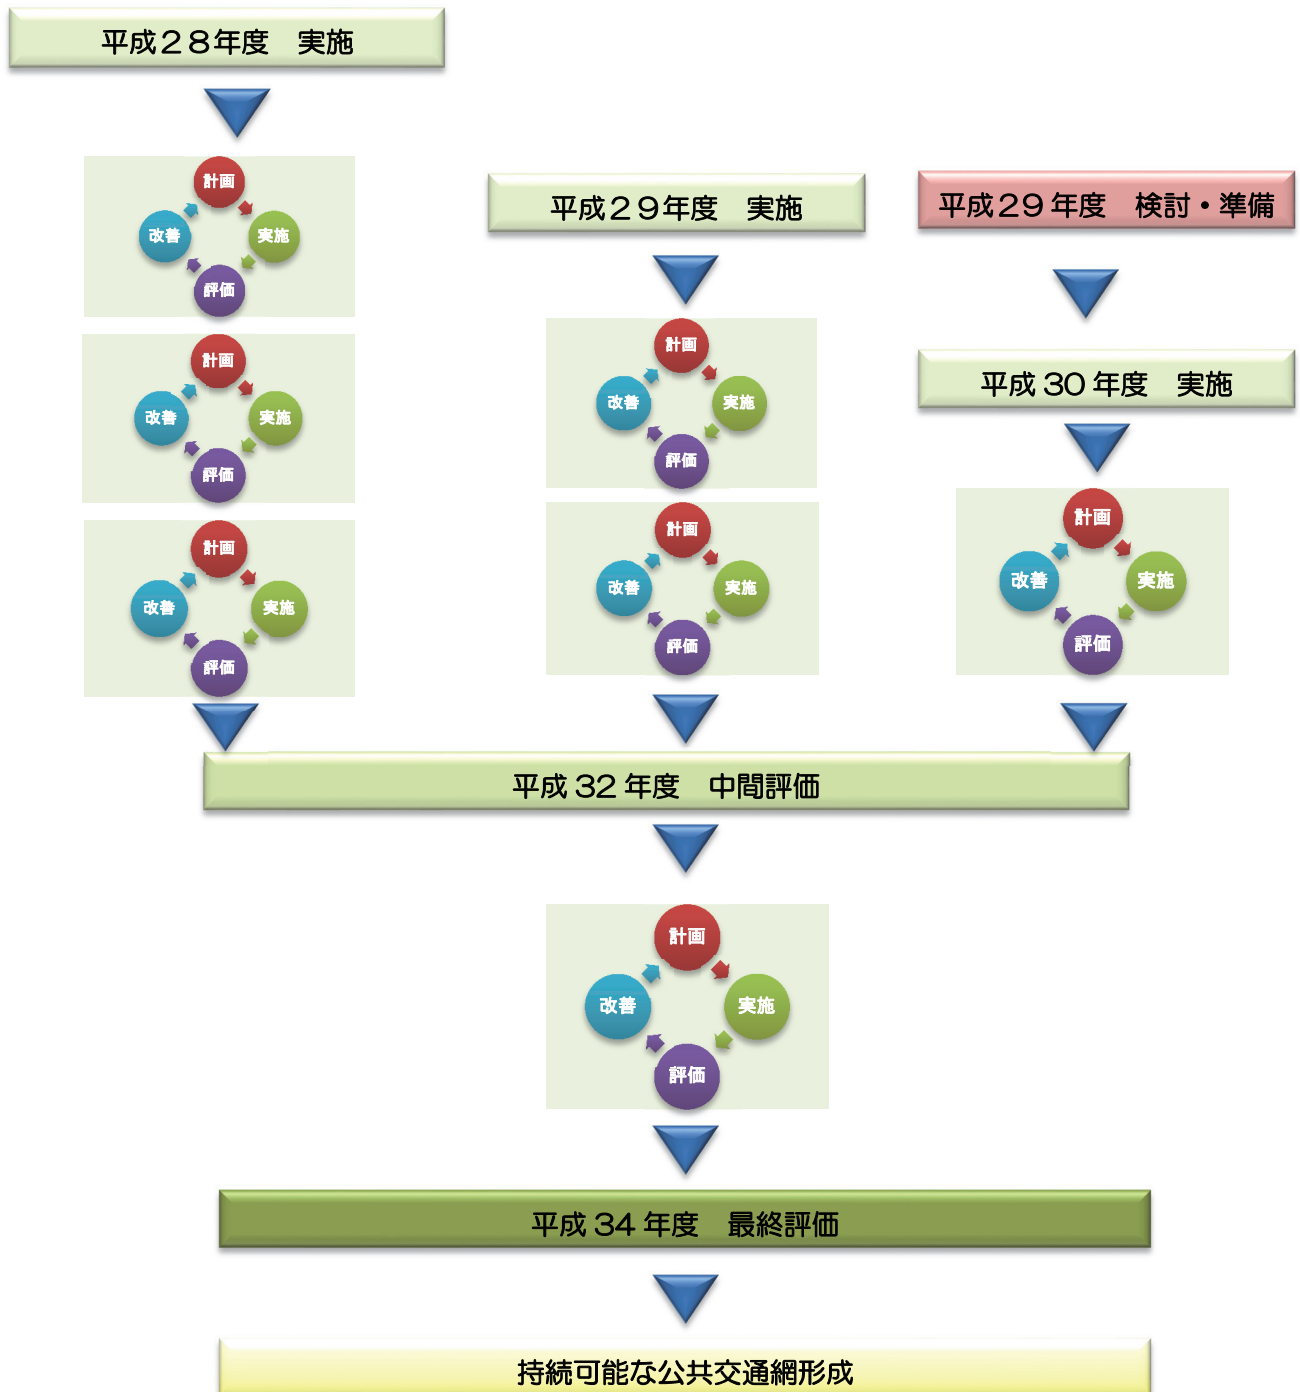 平成２８年度　実施
計画
改善
実施
評価
計画
改善
実施
評価
計画
改善
実施
評価
平成２９年度　実施
計画
改善
実施
評価
計画
改善
実施
評価
平成29 年度　検討・準備
平成 30 年度　実施
計画
改善
実施
評価
平成 32 年度　中間評価
計画
改善
実施
評価
平成 34 年度　最終評価
持続可能な公共交通網形成